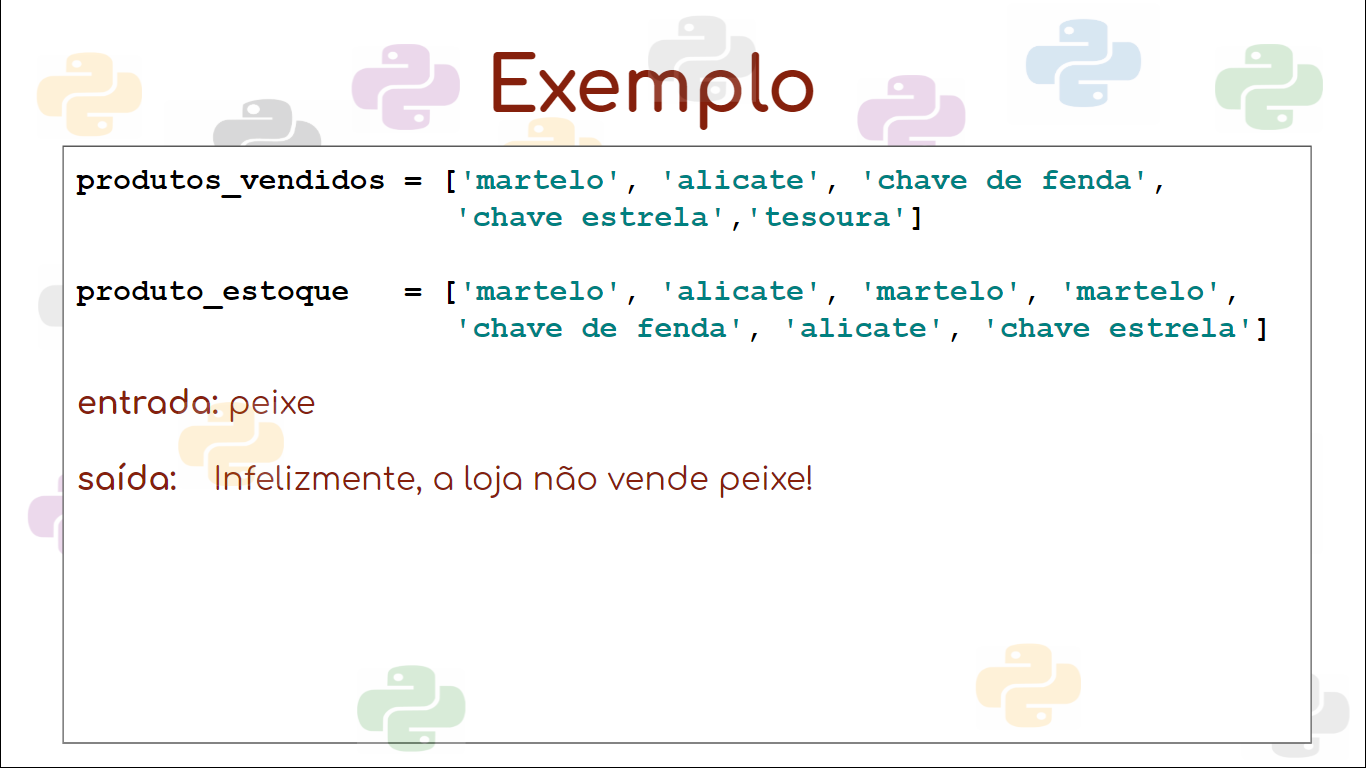 Exemplo
produtos_vendidos = ['martelo', 'alicate', 'chave de fenda',
'chave estrela','tesoura']
produto_estoque = ['martelo', 'alicate', 'martelo', 'martelo',
'chave de fenda', 'alicate', 'chave estrela']
entrada: peixe
saída: Infelizmente, a loja não vende peixe!